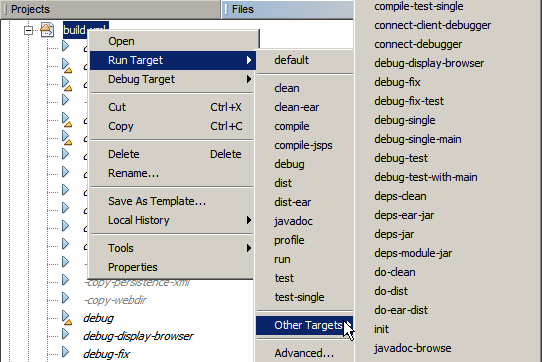 Projects
Files
build.xml
Open
Run Target
Debug Target
Cut Ctrl+X
Copy Ctrl+C
Delete Delete
Rename...
Save As Template...
Local History
Tools
Properties
-copy-persistence-xml
-copy-webdir
debug
debug-display-browser
debug-fix
default
clean
clean-ear
compile
compile-jsps
debug
dist
dist-ear
javadoc
profile
run
test
test-single
Other Targets
Advanced...
compile-test-single
connect-client-debugger
connect-debugger
debug-display-browser
debug-fix
debug-fix-test
debug-single
debug-single-main
debug-test
debug-test-with-main
deps-clean
deps-ear-jar
deps-jar
deps-module-jar
do-clean
do-dist
do-ear-dist
init
javadoc-browse